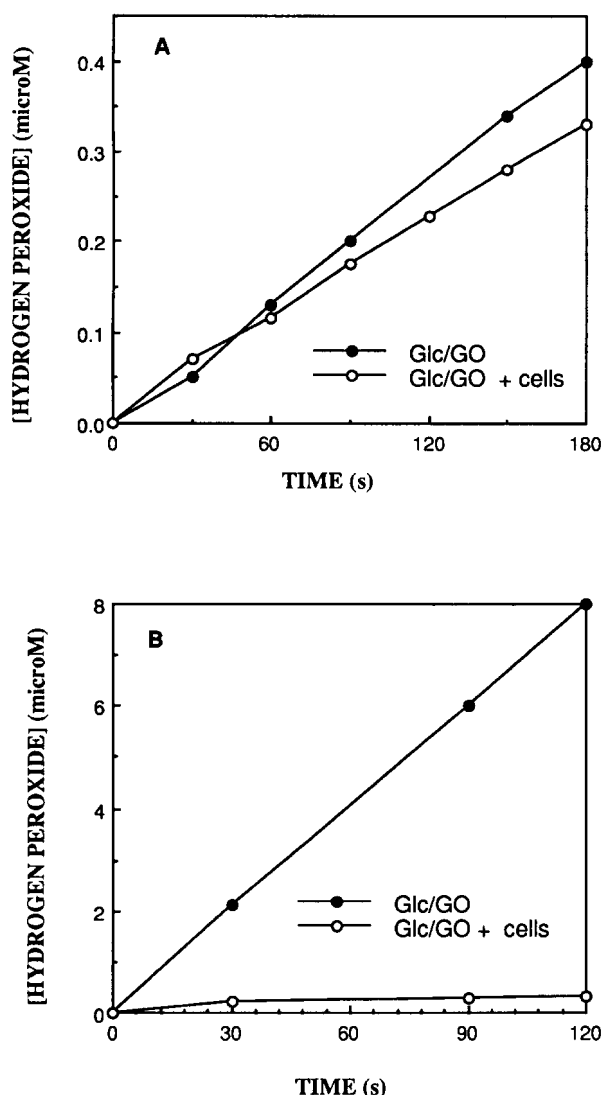 A
[HYDROGEN PEROXIDE] (microM)
0.4
0.3
0.2
0.1
0.0
Glc/GO
Glc/GO + cells
0 60 120 180
TIME (s)
B
[HYDROGEN PEROXIDE] (microM)
8
6
4
2
0
Glc/GO
Glc/GO + cells
0 30 60 90 120
TIME (s)